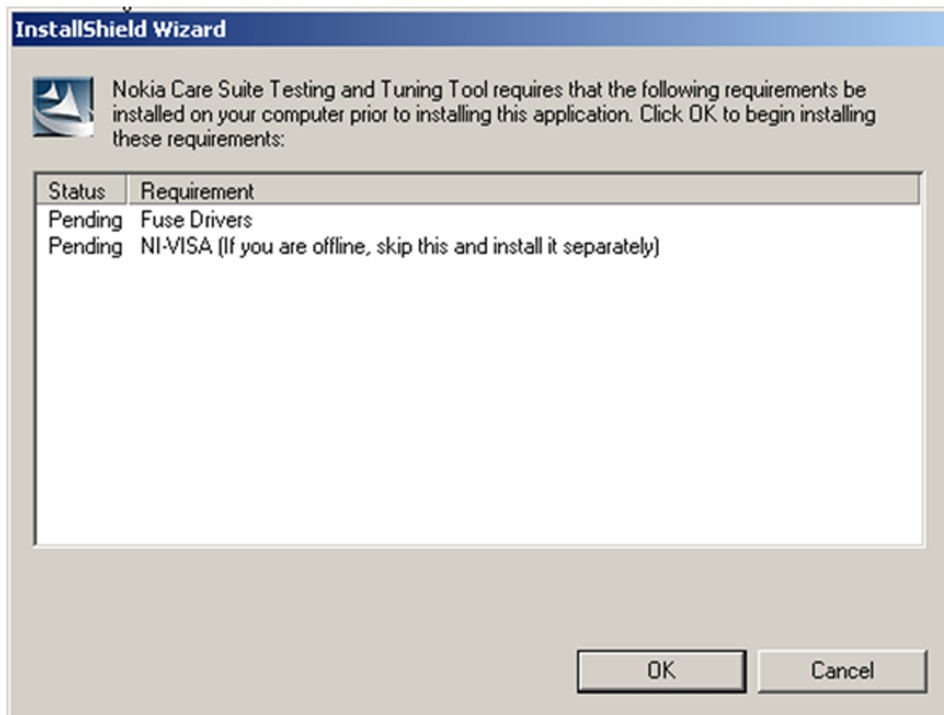 InstallShield Wizard
Nokia Care Suite Testing and Tuning Tool requires that the following requirements be
installed on your computer prior to installing this application. Click OK to begin installing
these requirements:
Status Requirement
Pending Fuse Drivers
Pending NI-VISA (If you are offline, skip this and install it separately)
OK Cancel